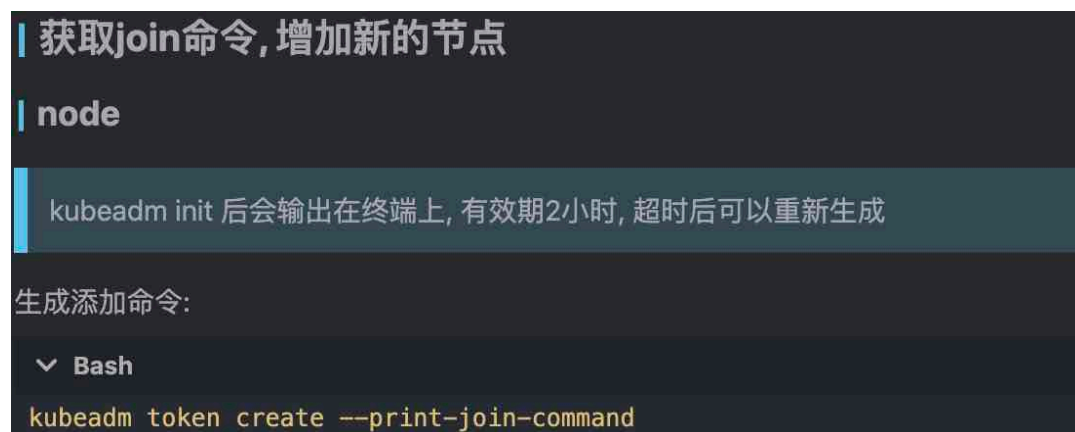 获取join命令,增加新的节点
node
kubeadm init 后会输出在终端上, 有效期2小时, 超时后可以重新生成
生成添加命令:
Bash
kubeadm token create --print-join-command